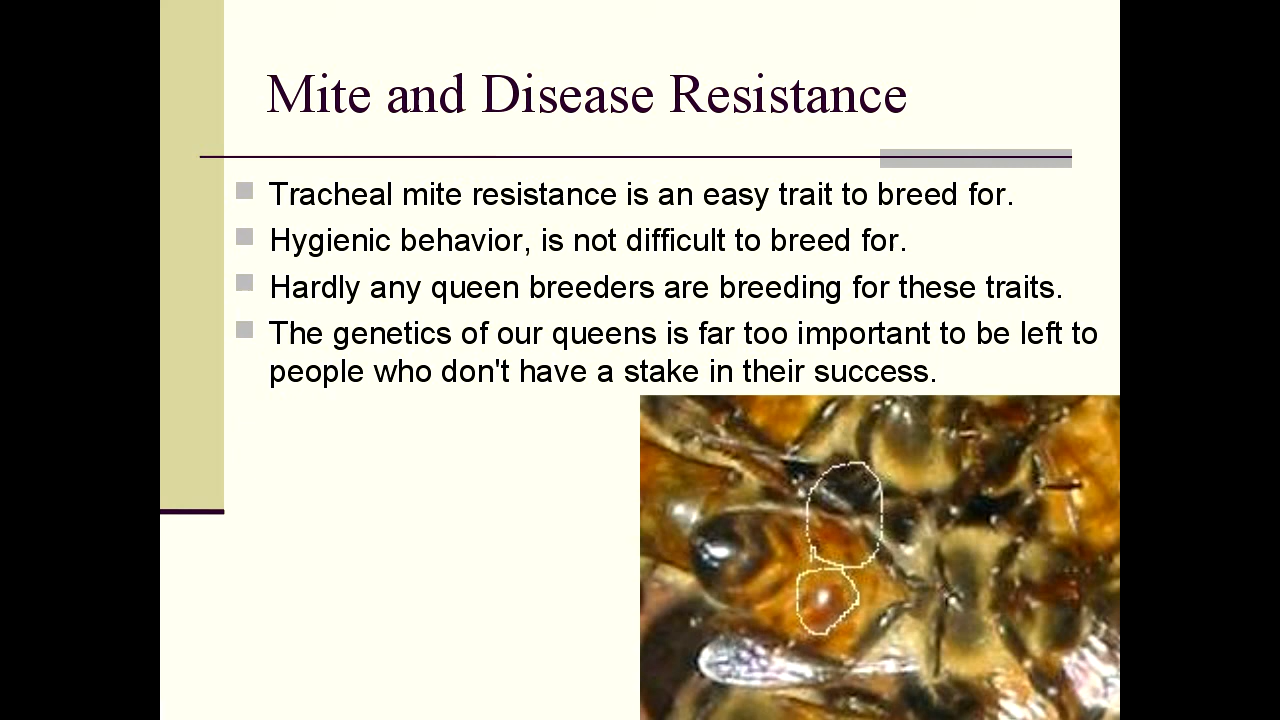 Mite and Disease Resistance
Tracheal mite resistance is an easy trait to breed for.
Hygienic behavior, is not difficult to breed for.
Hardly any queen breeders are breeding for these traits.
The genetics of our queens is far too important to be left to
people who don't have a stake in their success.